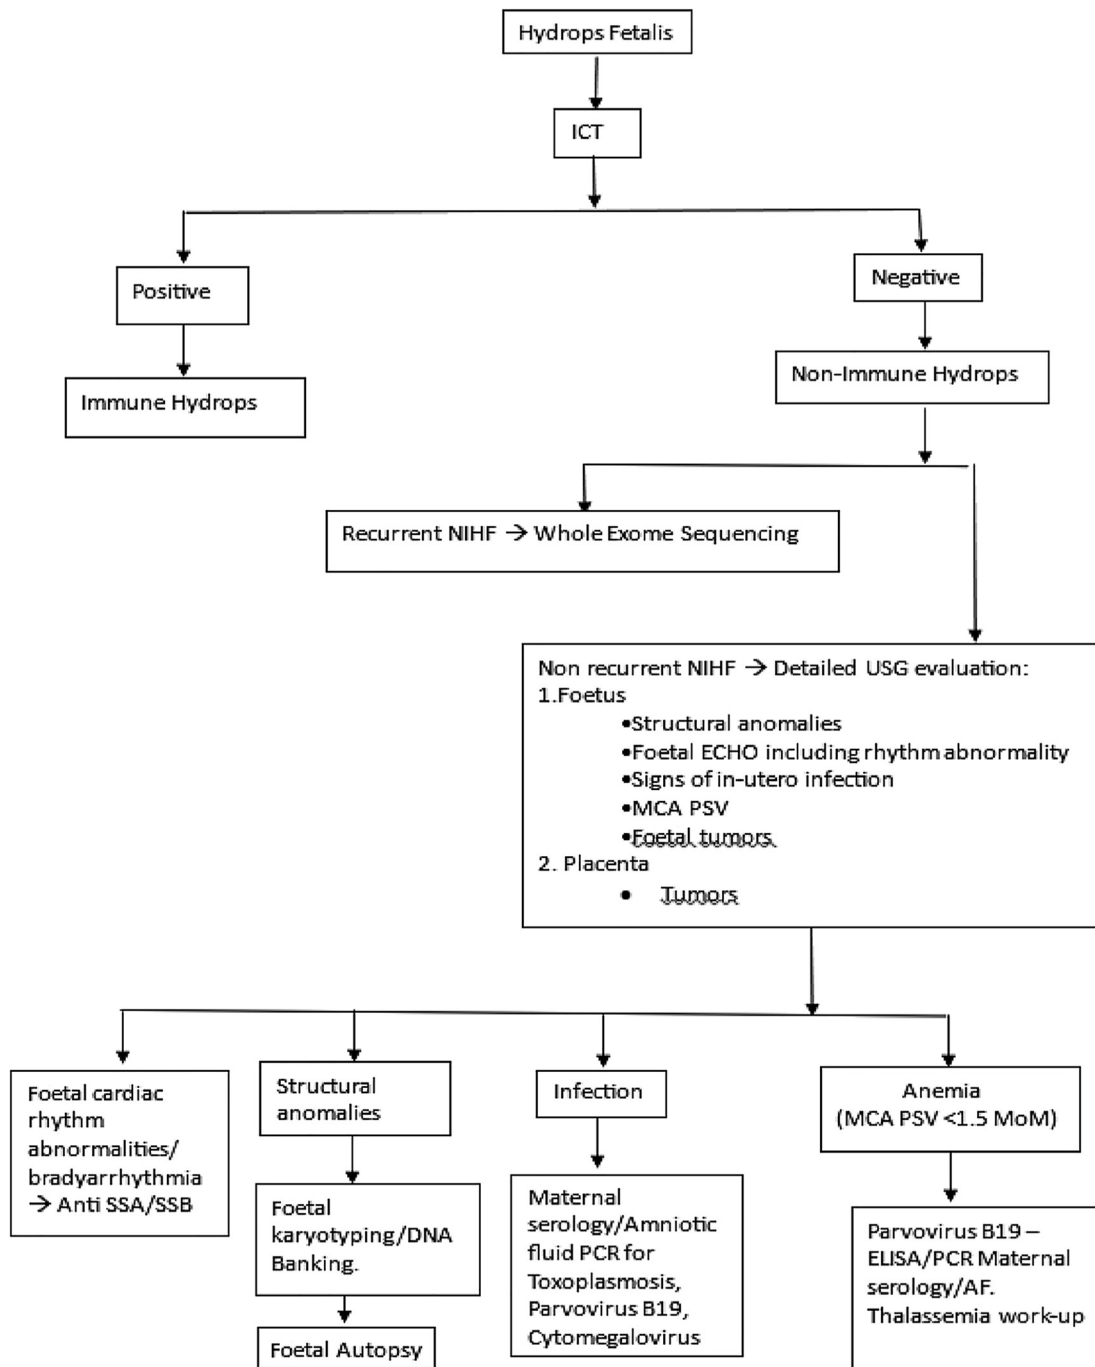 Hydrops Fetalis
ICT
Positive
Negative
Immune Hydrops
Non-Immune Hydrops
Recurrent NIHF → Whole Exome Sequencing
Non recurrent NIHF → Detailed USG evaluation:
1.Foetus
•Structural anomalies
•Foetal ECHO including rhythm abnormality
•Signs of in-utero infection
•MCA PSV
•Foetal tumors
2. Placenta
• Tumors
Foetal cardiac
rhythm
abnormalities/
bradyarrhythmia
→ Anti SSA/SSB
Structural
anomalies
Foetal
karyotyping/DNA
Banking.
Foetal Autopsy
Infection
Maternal
serology/Amniotic
fluid PCR for
Toxoplasmosis,
Parvovirus B19,
Cytomegalovirus
Anemia
(MCA PSV <1.5 MoM)
Parvovirus B19 –
ELISA/PCR Maternal
serology/AF.
Thalassemia work-up